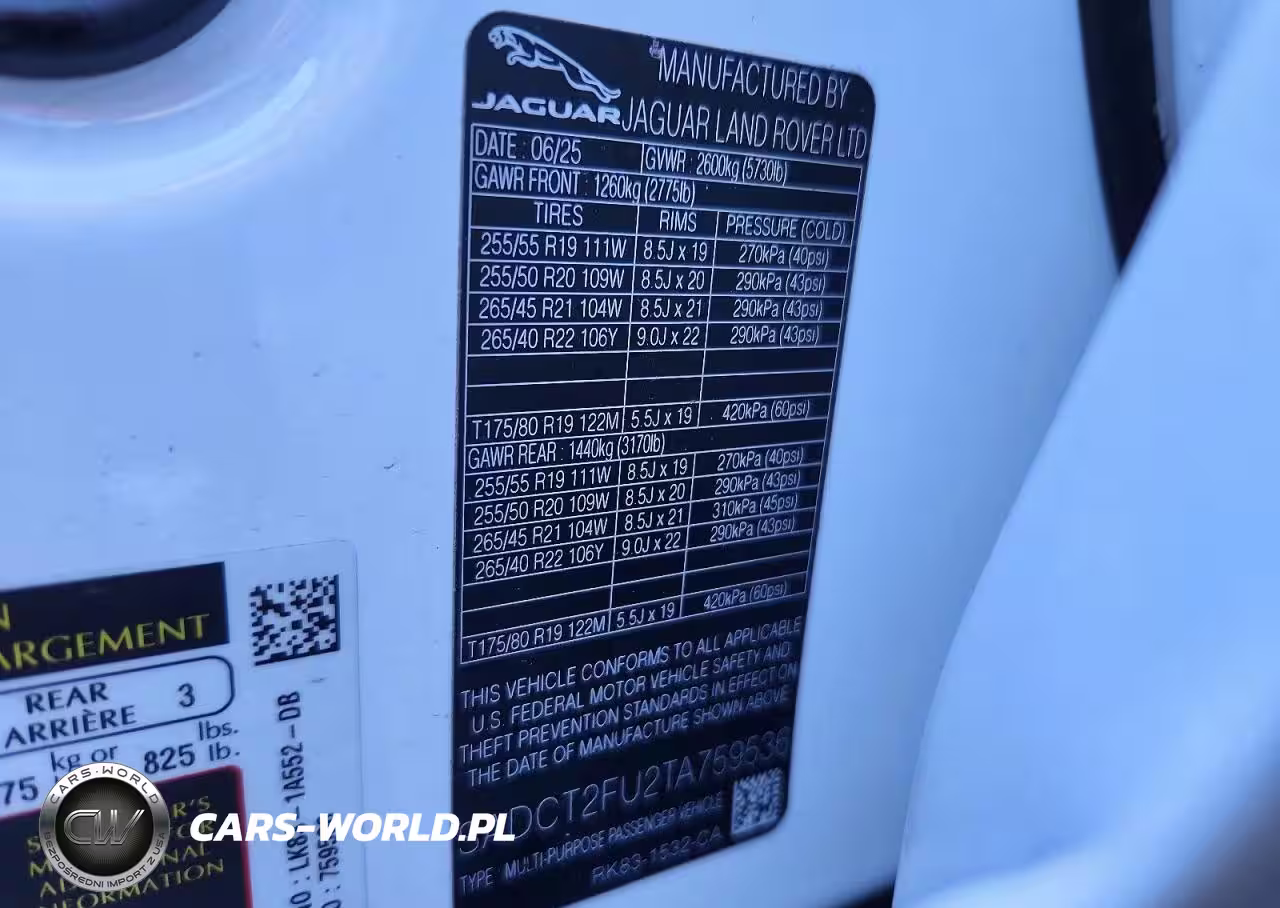 JAGUAR
MANUFACTURED BY
JAGUAR LAND ROVER LTD
DATE : 06/25 GVWR : 2600kg (5730lb)
GAWR FRONT : 1260kg (2775lb)
TIRES RIMS PRESSURE (COLD)
255/55 R19 111W 8.5J x 19 270kPa (40psi)
255/50 R20 109W 8.5J x 20 290kPa (43psi)
265/45 R21 104W 8.5J x 21 290kPa (43psi)
265/40 R22 106Y 9.0J x 22 290kPa (43psi)
T175/80 R19 122M 5.5J x 19 420kPa (60psi)
GAWR REAR : 1440kg (3170lb)
255/55 R19 111W 8.5J x 19 270kPa (40psi)
255/50 R20 109W 8.5J x 20 290kPa (43psi)
265/45 R21 104W 8.5J x 21 310kPa (45psi)
265/40 R22 106Y 9.0J x 22 290kPa (43psi)
T175/80 R19 122M 5.5J x 19 420kPa (60psi)
THIS VEHICLE CONFORMS TO ALL APPLICABLE
U.S. FEDERAL MOTOR VEHICLE SAFETY AND
THEFT PREVENTION STANDARDS IN EFFECT ON
THE DATE OF MANUFACTURE SHOWN ABOVE
DCT2FU2TA759536
TYPE : MULTI-PURPOSE PASSENGER VEHICLE
RK83-1532-CA
ARGEMENT
REAR
ARRIÈRE 3
kg or 825 lbs.
lb.
1A552-DB
CARS-WORLD
CW
BEZPOŚREDNI IMPORT Z USA
CARS-WORLD.PL